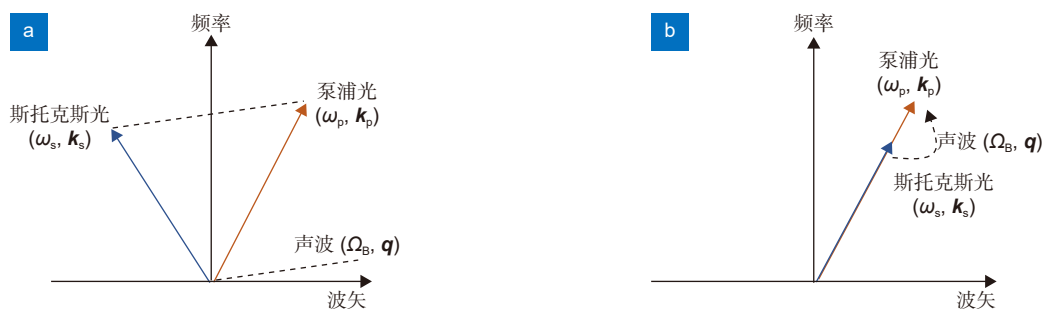 a
频率
斯托克斯光
(ωs, ks)
泵浦光
(ωp, kp)
声波 (ΩB, q)
波矢
b
频率
泵浦光
(ωp, kp)
声波 (ΩB, q)
斯托克斯光
(ωs, ks)
波矢